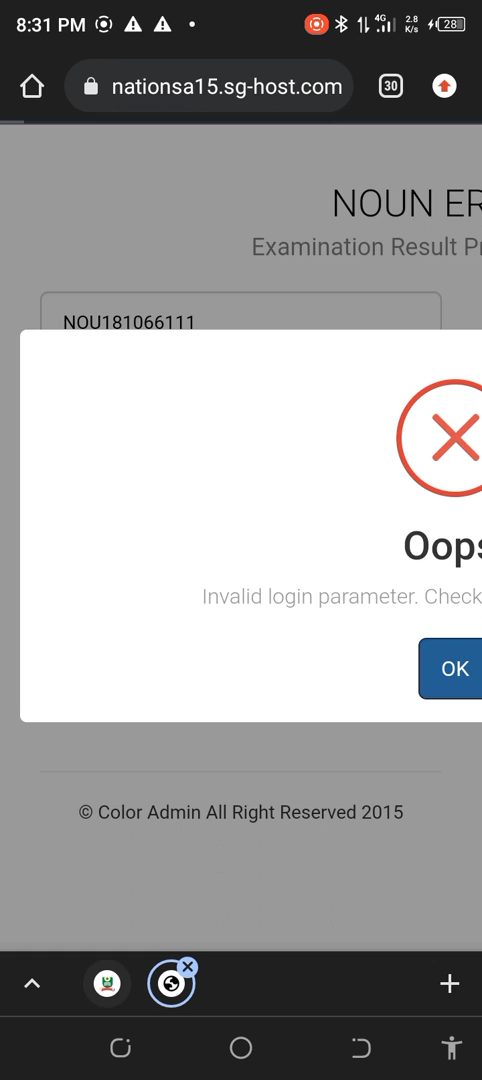 8:31 PM
4G
2.8
K/s
28
nationsa15.sg-host.com
30
NOUN ER
Examination Result Pr
NOU181066111
Oops
Invalid login parameter. Check
OK
© Color Admin All Right Reserved 2015